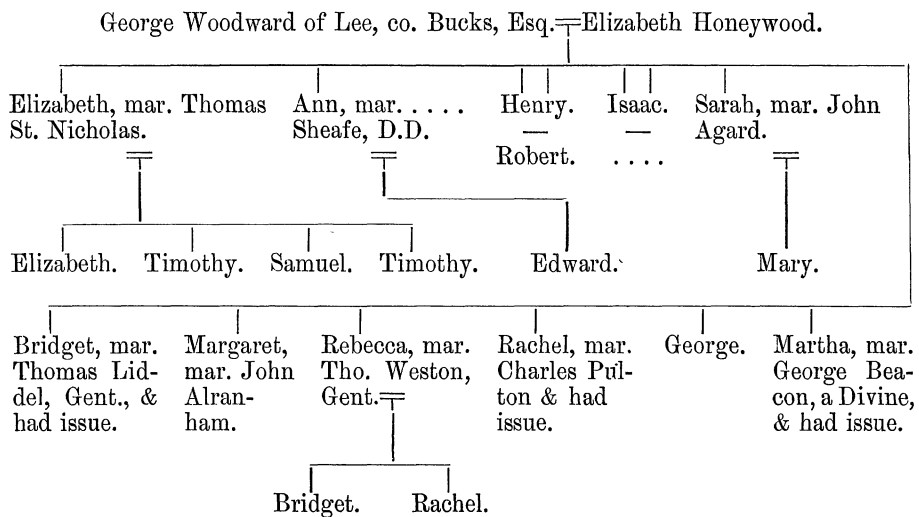 George Woodward of Lee, co. Bucks, Esq.=Elizabeth Honeywood.
Elizabeth, mar. Thomas
St. Nicholas.
Ann, mar. . . . . .
Sheafe, D.D.
Henry.
—
Robert.
Isaac.
—
. . . .
Sarah, mar. John
Agard.
Elizabeth. Timothy. Samuel. Timothy. Edward. Mary.
Bridget, mar.
Thomas Lid-
del, Gent., &
had issue.
Margaret,
mar. John
Alran-
ham.
Rebecca, mar.
Tho. Weston,
Gent.=
Rachel, mar.
Charles Pul-
ton & had
issue.
George.
Martha, mar.
George Bea-
con, a Divine,
& had issue.
Bridget. Rachel.